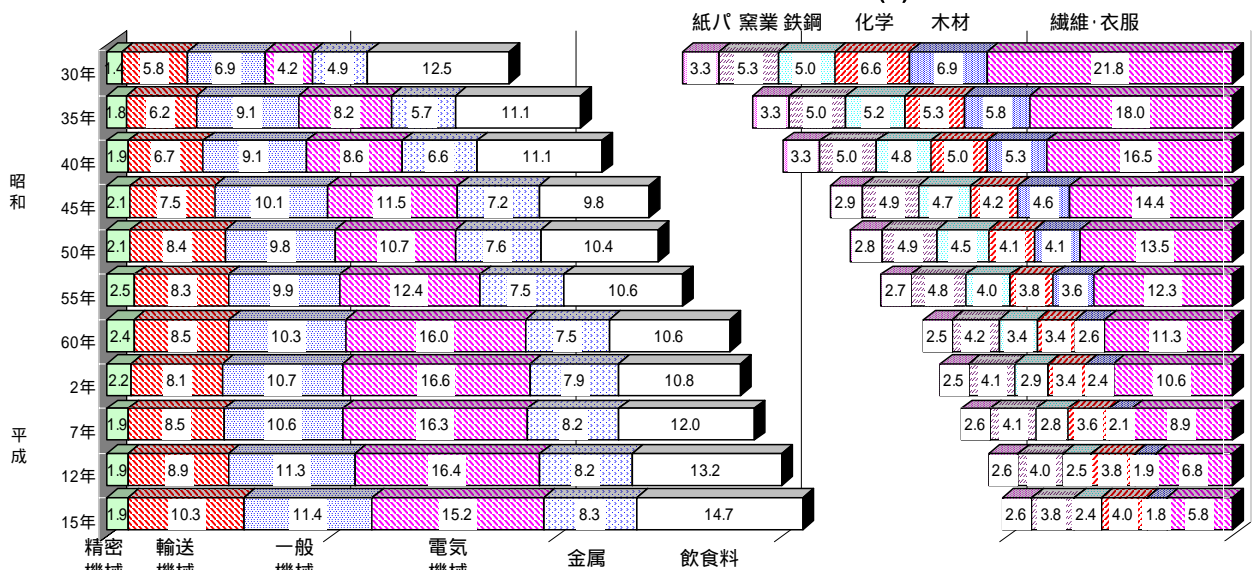 紙パ 窯業 鉄鋼 化学 木材 繊維・衣服
30年 1.4 5.8 6.9 4.2 4.9 12.5 3.3 5.3 5.0 6.6 6.9 21.8
35年 1.8 6.2 9.1 8.2 5.7 11.1 3.3 5.0 5.2 5.3 5.8 18.0
40年 1.9 6.7 9.1 8.6 6.6 11.1 3.3 5.0 4.8 5.0 5.3 16.5
昭和
45年 2.1 7.5 10.1 11.5 7.2 9.8 2.9 4.9 4.7 4.2 4.6 14.4
50年 2.1 8.4 9.8 10.7 7.6 10.4 2.8 4.9 4.5 4.1 4.1 13.5
55年 2.5 8.3 9.9 12.4 7.5 10.6 2.7 4.8 4.0 3.8 3.6 12.3
60年 2.4 8.5 10.3 16.0 7.5 10.6 2.5 4.2 3.4 3.4 2.6 11.3
2年 2.2 8.1 10.7 16.6 7.9 10.8 2.5 4.1 2.9 3.4 2.4 10.6
7年 1.9 8.5 10.6 16.3 8.2 12.0 2.6 4.1 2.8 3.6 2.1 8.9
平成
12年 1.9 8.9 11.3 16.4 8.2 13.2 2.6 4.0 2.5 3.8 1.9 6.8
15年 1.9 10.3 11.4 15.2 8.3 14.7 2.6 3.8 2.4 4.0 1.8 5.8
精密 輸送 一般 電気 金属 飲食料
機械 機械 機械 機械